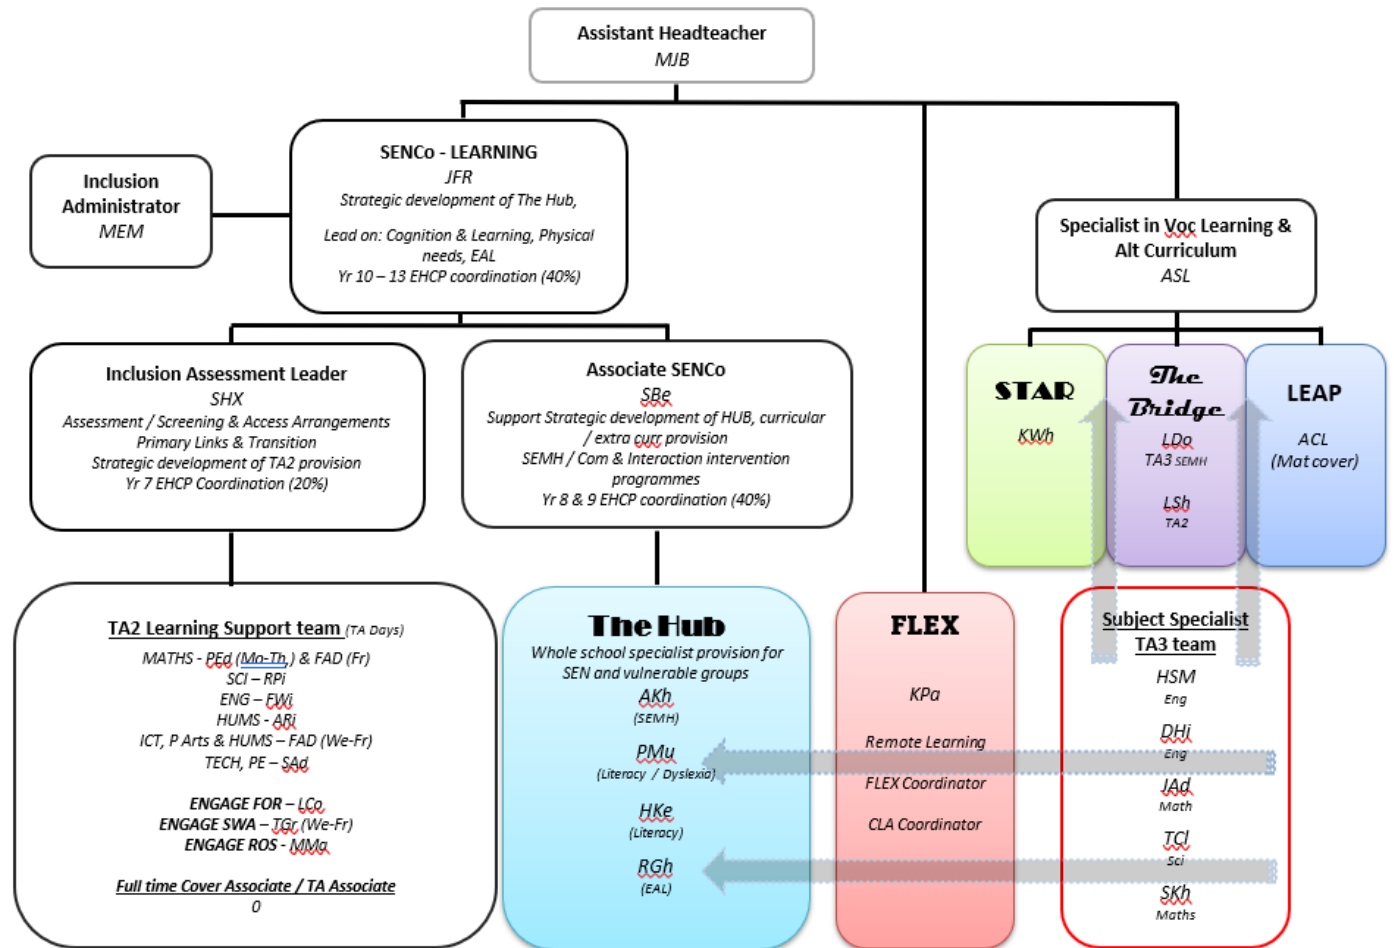 Assistant Headteacher
MJB
SENCo - LEARNING
JFR
Strategic development of The Hub,
Lead on: Cognition & Learning, Physical
needs, EAL
Yr 10 – 13 EHCP coordination (40%)
Inclusion
Administrator
MEM
Specialist in Voc Learning &
Alt Curriculum
ASL
Inclusion Assessment Leader
SHX
Assessment / Screening & Access Arrangements
Primary Links & Transition
Strategic development of TA2 provision
Yr 7 EHCP Coordination (20%)
Associate SENCo
SBe
Support Strategic development of HUB, curricular
/ extra curr provision
SEMH / Com & Interaction intervention
programmes
Yr 8 & 9 EHCP coordination (40%)
STAR
KWh
The
Bridge
LDo
TA3 SEMH
LSh
TA2
LEAP
ACL
(Mat cover)
TA2 Learning Support team (TA Days)
MATHS - PEd (Mo-Th,) & FAD (Fr)
SCI – RPi
ENG – FWi
HUMS - ARi
ICT, P Arts & HUMS – FAD (We-Fr)
TECH, PE – SAd
ENGAGE FOR – LCo
ENGAGE SWA – TGr (We-Fr)
ENGAGE ROS - MMa
Full time Cover Associate / TA Associate
0
The Hub
Whole school specialist provision for
SEN and vulnerable groups
AKh
(SEMH)
PMu
(Literacy / Dyslexia)
HKe
(Literacy)
RGh
(EAL)
FLEX
KPa
Remote Learning
FLEX Coordinator
CLA Coordinator
Subject Specialist
TA3 team
HSM
Eng
DHi
Eng
JAd
Math
TCl
Sci
SKh
Maths